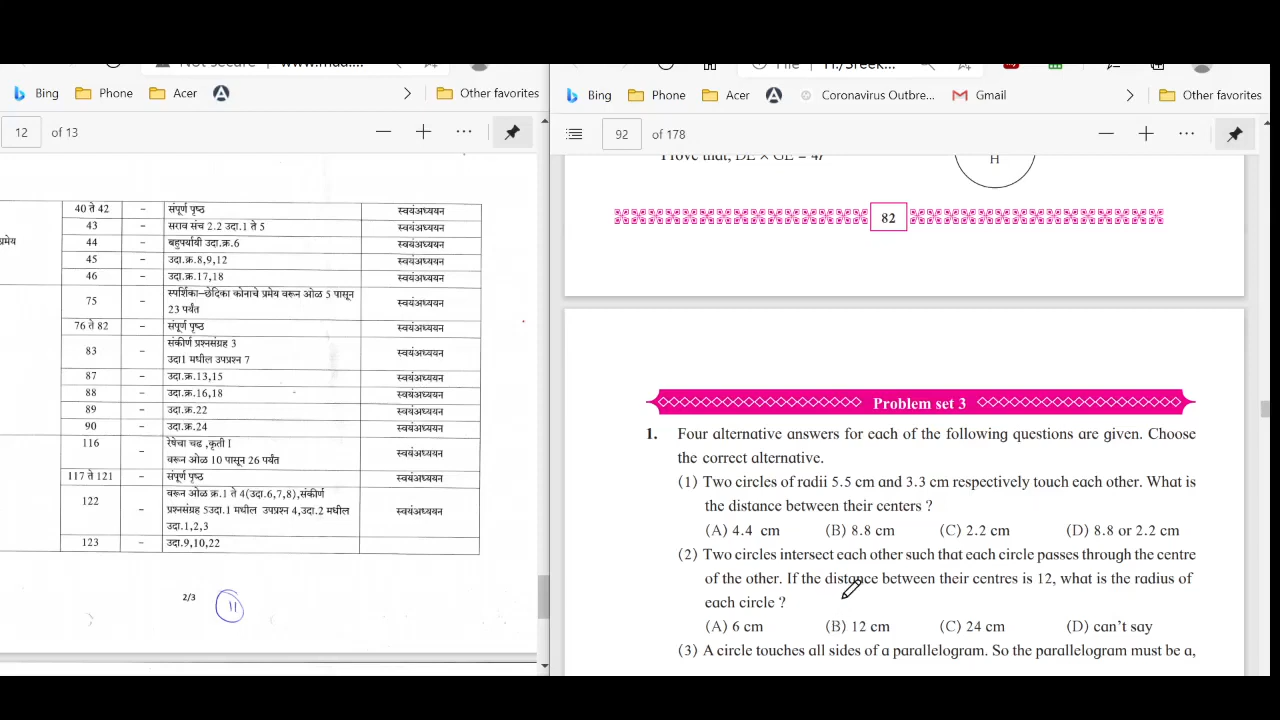 Not secure
www.maa.
File
H:/Sreek
Bing Phone Acer Other favorites
Bing Phone Acer Coronavirus Outbre... Gmail Other favorites
12 of 13
92 of 178
40 ते 42 - संपूर्ण पृष्ठ स्वयंअध्ययन
43 - सराव संच 2.2 उदा.1 ते 5 स्वयंअध्ययन
प्रमेय
44 - बहुपर्यायी उदा.क्र.6 स्वयंअध्ययन
45 - उदा.क्र.8,9,12 स्वयंअध्ययन
46 - उदा.क्र.17,18 स्वयंअध्ययन
75 - स्पर्शिका-छेदिका कोनाचे प्रमेय वरून ओळ 5 पासून
23 पर्यंत स्वयंअध्ययन
76 ते 82 - संपूर्ण पृष्ठ स्वयंअध्ययन
83 - संकीर्ण प्रश्नसंग्रह 3
उदा1 मधील उपप्रश्न 7 स्वयंअध्ययन
87 - उदा.क्र.13,15 स्वयंअध्ययन
88 - उदा.क्र.16,18 स्वयंअध्ययन
89 - उदा.क्र.22 स्वयंअध्ययन
90 - उदा.क्र.24 स्वयंअध्ययन
116 - रेषेचा चढ ,कृती I
वरून ओळ 10 पासून 26 पर्यंत स्वयंअध्ययन
117 ते 121 - संपूर्ण पृष्ठ स्वयंअध्ययन
122 - वरून ओळ क्र.1 ते 4(उदा.6,7,8),संकीर्ण
प्रश्नसंग्रह 5उदा.1 मधील उपप्रश्न 4,उदा.2 मधील
उदा.1,2,3 स्वयंअध्ययन
123 - उदा.9,10,22
2/3
11
Prove that, DE × GE = 4r
H
82
Problem set 3
1. Four alternative answers for each of the following questions are given. Choose
the correct alternative.
(1) Two circles of radii 5.5 cm and 3.3 cm respectively touch each other. What is
the distance between their centers ?
(A) 4.4 cm (B) 8.8 cm (C) 2.2 cm (D) 8.8 or 2.2 cm
(2) Two circles intersect each other such that each circle passes through the centre
of the other. If the distance between their centres is 12, what is the radius of
each circle ?
(A) 6 cm (B) 12 cm (C) 24 cm (D) can't say
(3) A circle touches all sides of a parallelogram. So the parallelogram must be a,